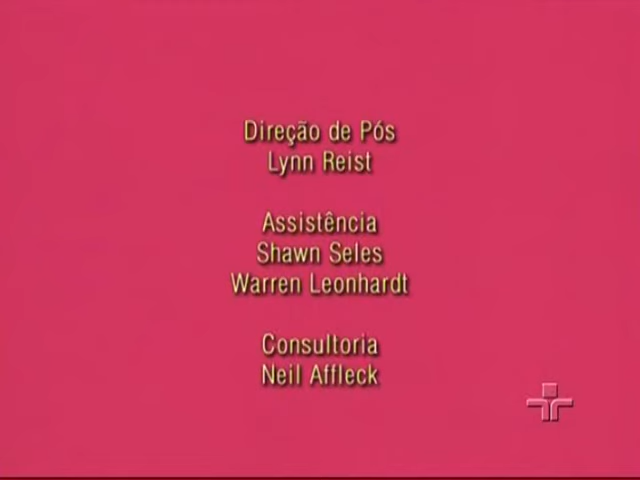 Direção de Pós
Lynn Reist
Assistência
Shawn Seles
Warren Leonhardt
Consultoria
Neil Affleck